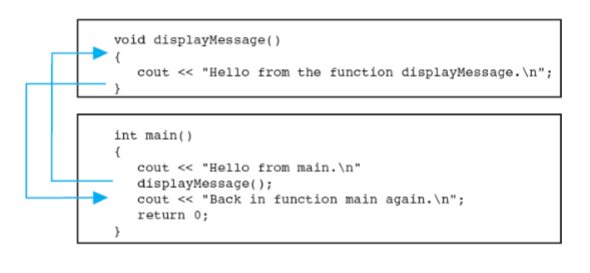 void displayMessage()
{
cout << "Hello from the function displayMessage.\n";
}
int main()
{
cout << "Hello from main.\n"
displayMessage();
cout << "Back in function main again.\n";
return 0;
}